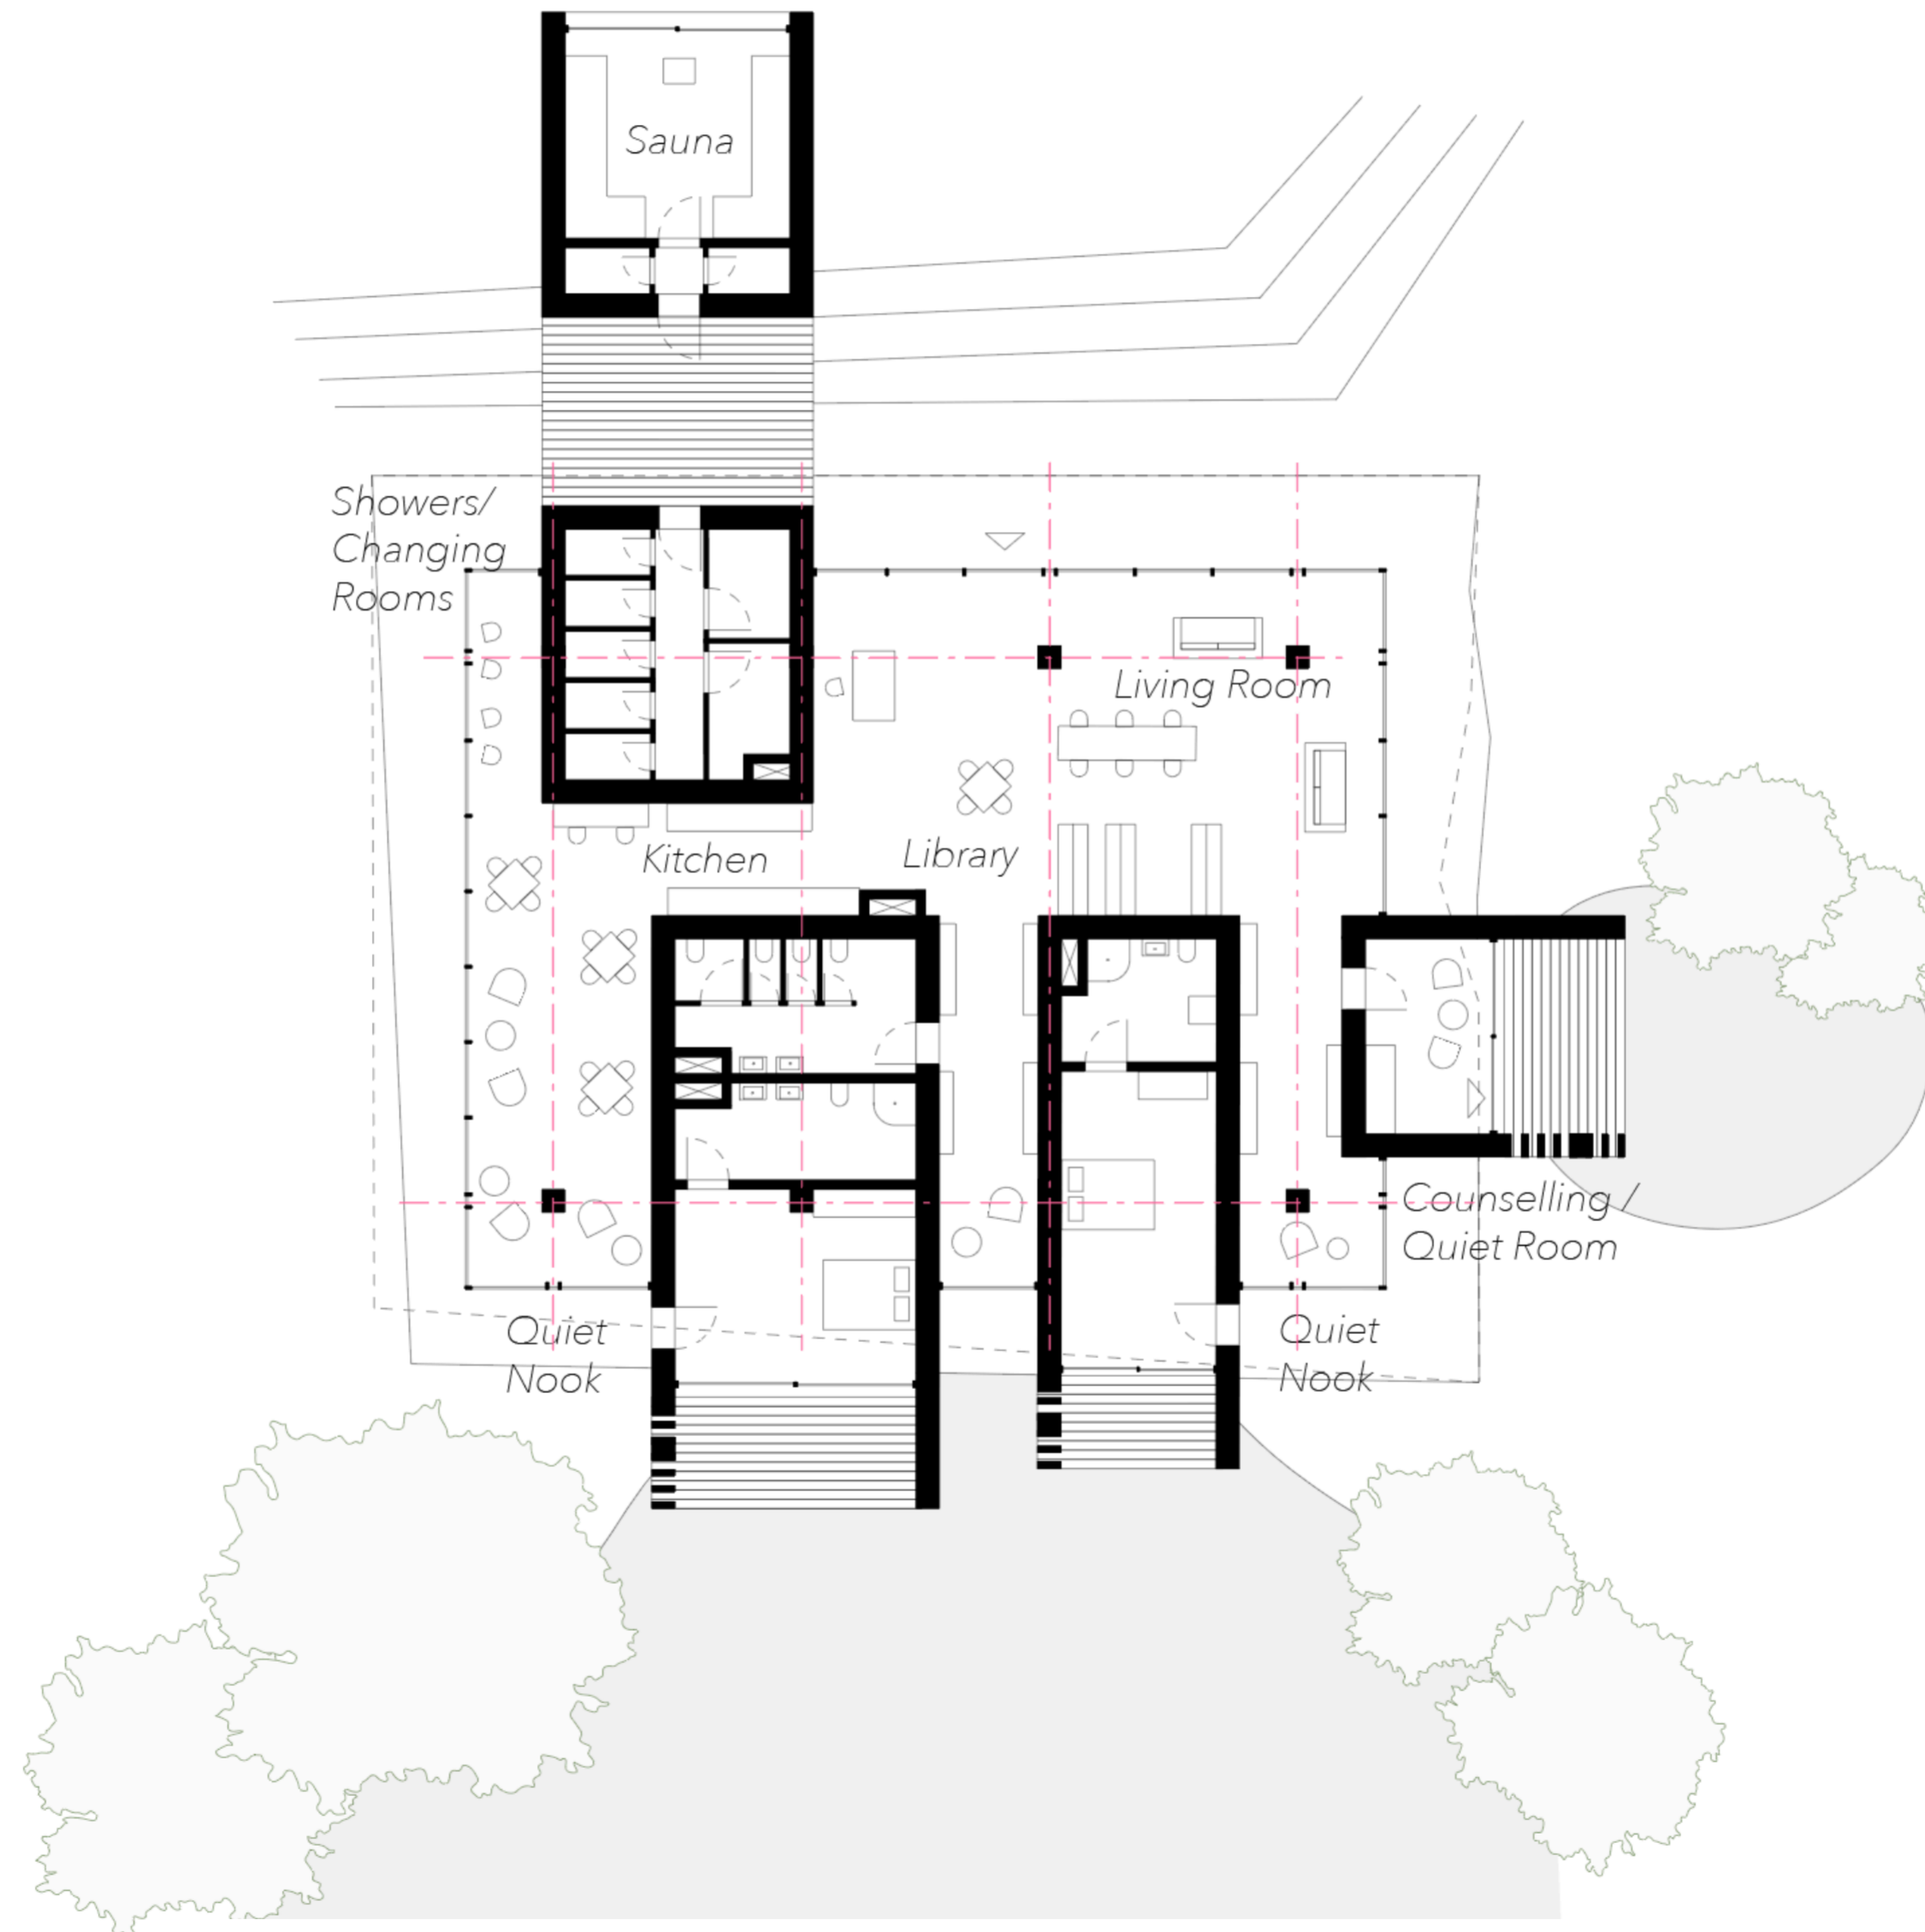 Sauna
Showers/
Changing
Rooms
Living Room
Kitchen
Library
Counselling /
Quiet Room
Quiet
Nook
Quiet
Nook